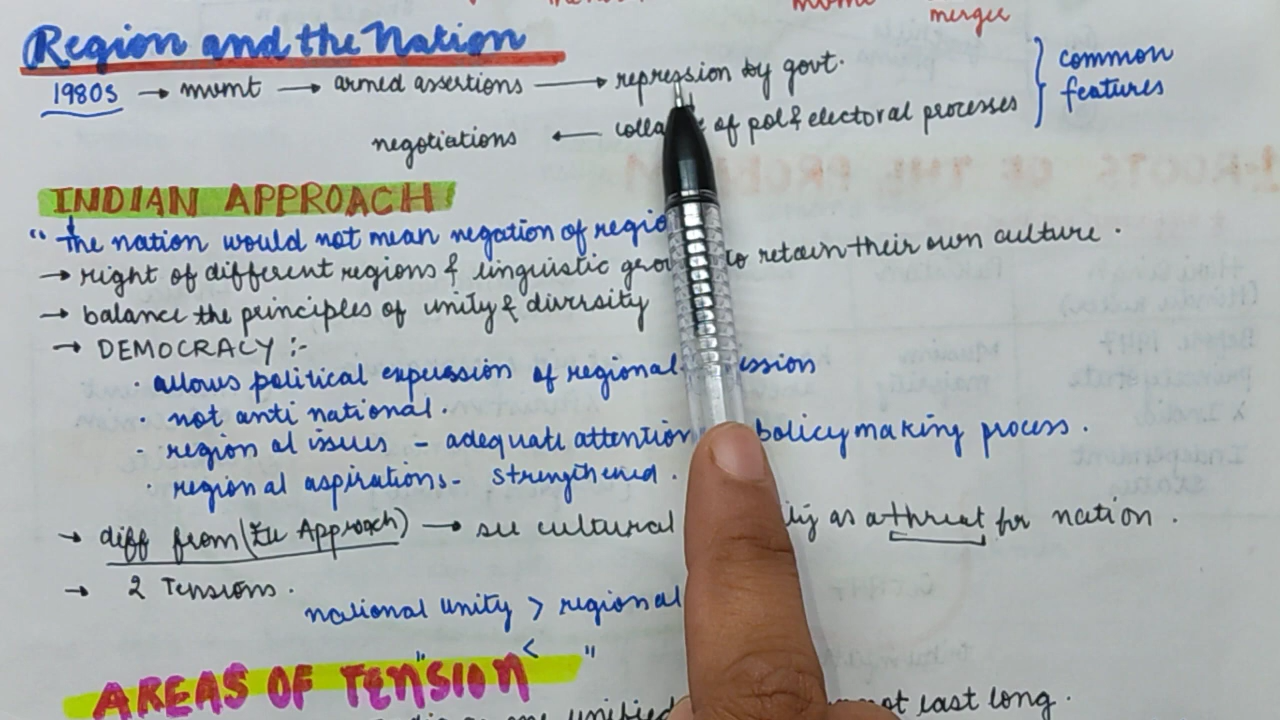 mergee
Region and the Nation
1980s → mvmt → armed assertions → repression by govt.
negotiations ← of pol & electoral processes
common
features
INDIAN APPROACH
"The nation would not mean negation of
→ right of different regions & linguistic to retain their own culture.
→ balance the principles of unity & diversity
→ DEMOCRACY :-
· allows political expression of regional
· not anti national.
- regional issues - adequate attention policymaking process.
· regional aspirations - strengthened.
→ diff from (Eu Approach) → see cultural as a threat for nation.
→ 2 Tensions.
national unity > regional
" < "
AREAS OF TENSION
not last long.